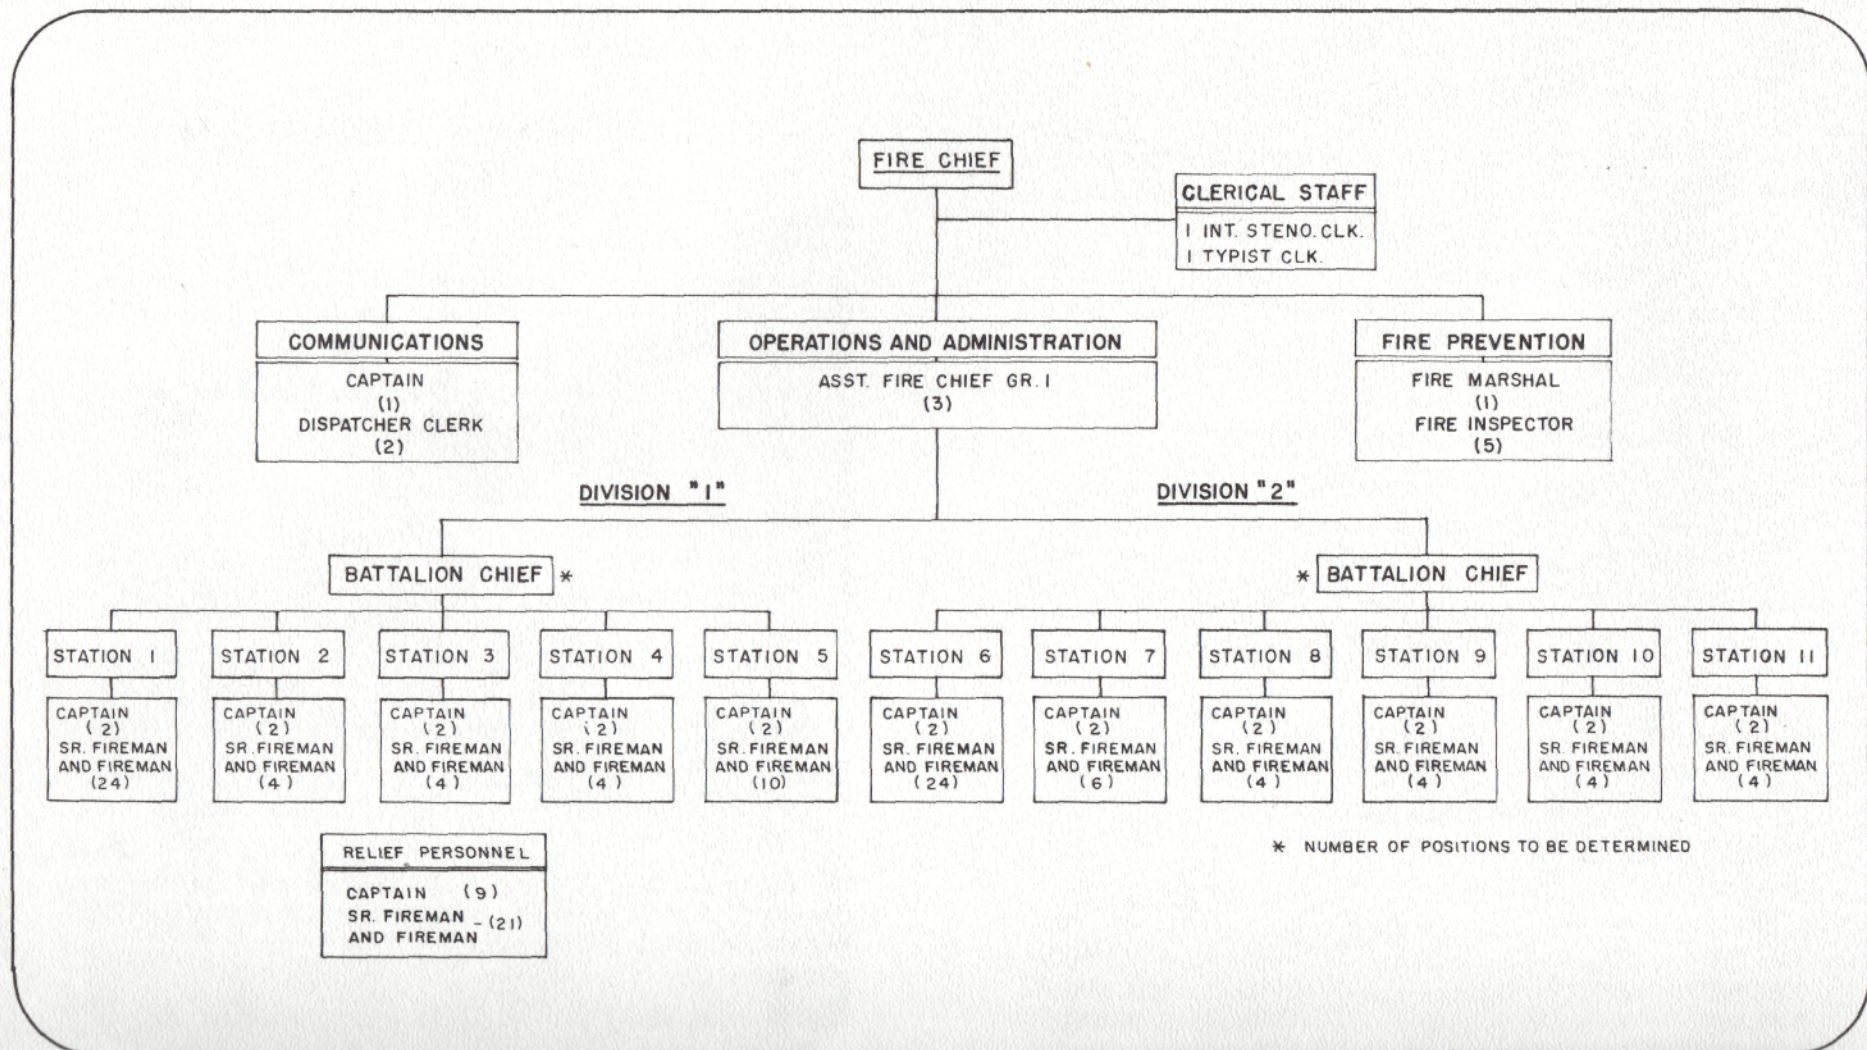 FIRE CHIEF
CLERICAL STAFF
1 INT. STENO. CLK.
1 TYPIST CLK.
COMMUNICATIONS
CAPTAIN
(1)
DISPATCHER CLERK
(2)
OPERATIONS AND ADMINISTRATION
ASST. FIRE CHIEF GR. 1
(3)
FIRE PREVENTION
FIRE MARSHAL
(1)
FIRE INSPECTOR
(5)
DIVISION "1"
DIVISION "2"
BATTALION CHIEF *
* BATTALION CHIEF
STATION 1
CAPTAIN
(2)
SR. FIREMAN
AND FIREMAN
(24)
STATION 2
CAPTAIN
(2)
SR. FIREMAN
AND FIREMAN
(4)
STATION 3
CAPTAIN
(2)
SR. FIREMAN
AND FIREMAN
(4)
STATION 4
CAPTAIN
(2)
SR. FIREMAN
AND FIREMAN
(4)
STATION 5
CAPTAIN
(2)
SR. FIREMAN
AND FIREMAN
(10)
STATION 6
CAPTAIN
(2)
SR. FIREMAN
AND FIREMAN
(24)
STATION 7
CAPTAIN
(2)
SR. FIREMAN
AND FIREMAN
(6)
STATION 8
CAPTAIN
(2)
SR. FIREMAN
AND FIREMAN
(4)
STATION 9
CAPTAIN
(2)
SR. FIREMAN
AND FIREMAN
(4)
STATION 10
CAPTAIN
(2)
SR. FIREMAN
AND FIREMAN
(4)
STATION 11
CAPTAIN
(2)
SR. FIREMAN
AND FIREMAN
(4)
RELIEF PERSONNEL
CAPTAIN (9)
SR. FIREMAN
AND FIREMAN - (21)
* NUMBER OF POSITIONS TO BE DETERMINED